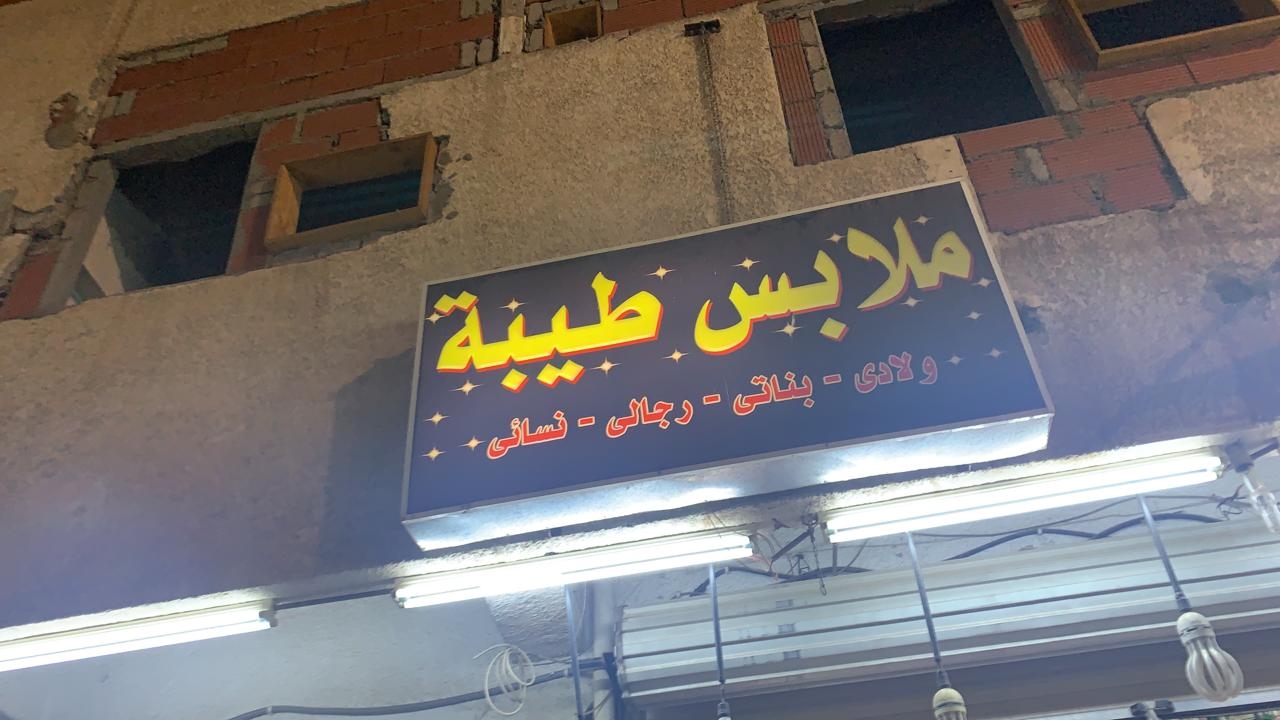 ملابس طيبة
ولادى - بناتى - رجالى - نسائى